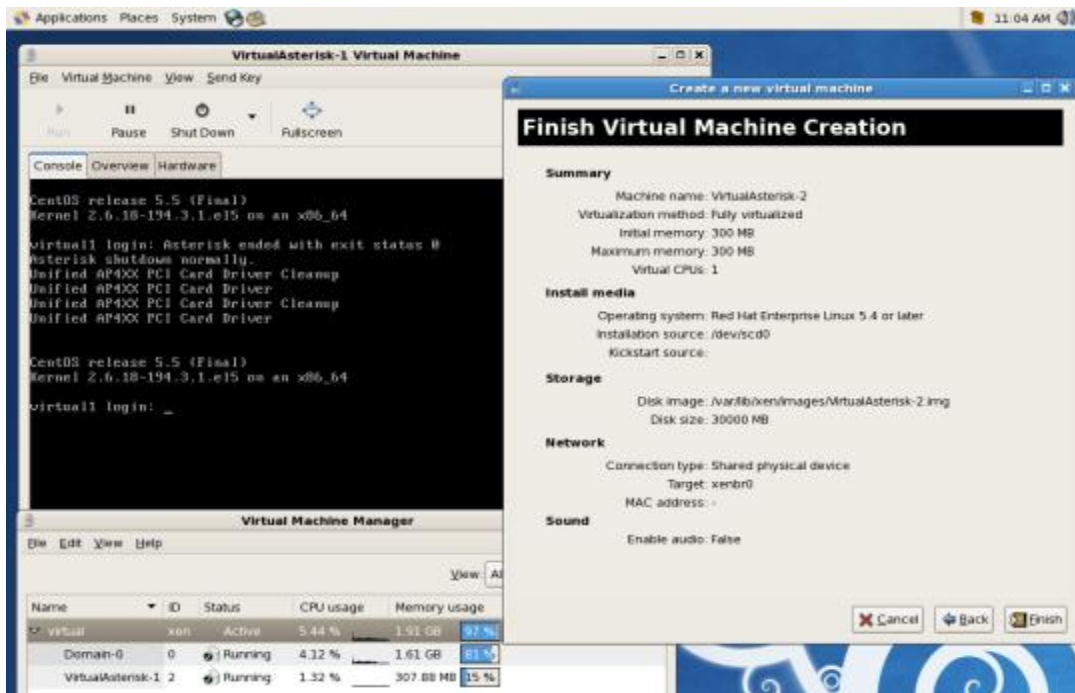 Applications Places System
11:04 AM
VirtualAsterisk-1 Virtual Machine
File Virtual Machine View Send Key
Run Pause Shut Down Fullscreen
Console Overview Hardware
CentOS release 5.5 (Final)
Kernel 2.6.18-194.3.1.el5 on an x86_64
virtual1 login: Asterisk ended with exit status 0
Asterisk shutdown normally.
Unified AP4XX PCI Card Driver Cleanup
Unified AP4XX PCI Card Driver
Unified AP4XX PCI Card Driver Cleanup
Unified AP4XX PCI Card Driver
CentOS release 5.5 (Final)
Kernel 2.6.18-194.3.1.el5 on an x86_64
virtual1 login: _
Create a new virtual machine
Finish Virtual Machine Creation
Summary
Machine name: VirtualAsterisk-2
Virtualization method: Fully virtualized
Initial memory: 300 MB
Maximum memory: 300 MB
Virtual CPUs: 1
Install media
Operating system: Red Hat Enterprise Linux 5.4 or later
Installation source: /dev/scd0
Kickstart source:
Storage
Disk image: /var/lib/xen/images/VirtualAsterisk-2.img
Disk size: 30000 MB
Network
Connection type: Shared physical device
Target: xenbr0
MAC address: -
Sound
Enable audio: False
Cancel Back Finish
Virtual Machine Manager
File Edit View Help
View: Al
Name ID Status CPU usage Memory usage
virtual xen Active 5.44 % 1.91 GB 97 %
Domain-0 0 Running 4.12 % 1.61 GB 81 %
VirtualAsterisk-1 2 Running 1.32 % 307.88 MB 15 %